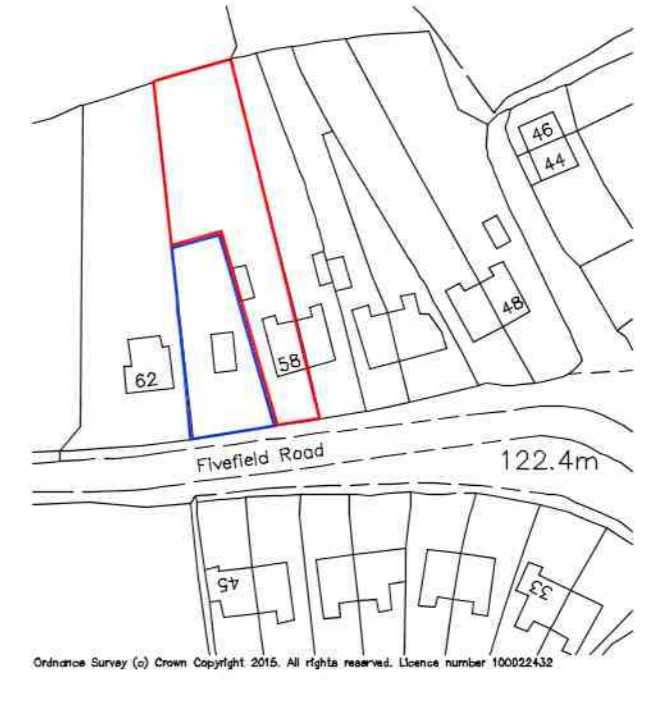 46
44
48
58
62
Fivefield Road
122.4m
45
33
Ordnance Survey (c) Crown Copyright 2015. All rights reserved. Licence number 100022432